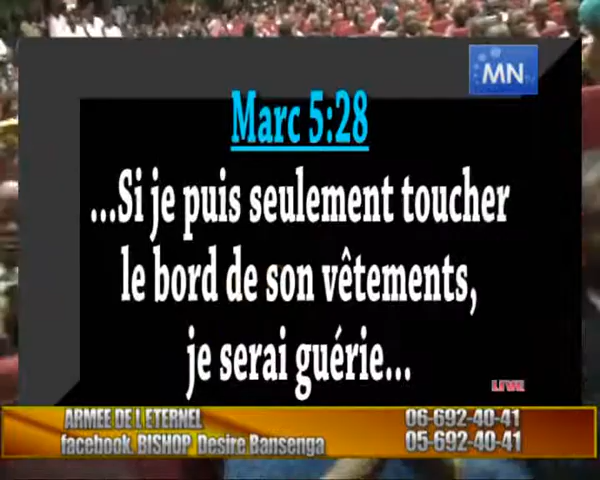 MN
Marc 5:28
...Si je puis seulement toucher
le bord de son vêtements,
je serai guérie...
LIVE
ARMEE DE L ETERNEL 06-692-40-41
facebook. BISHOP Desire Bansenga 05-692-40-41